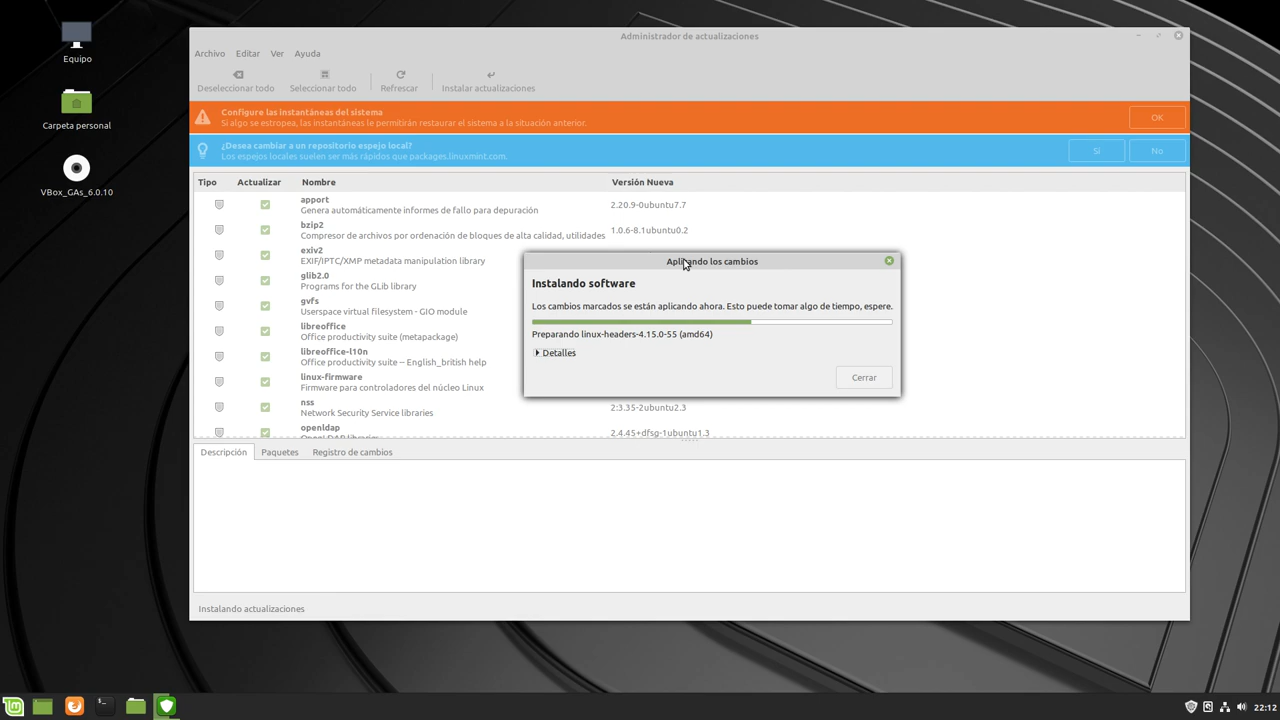 Equipo
Carpeta personal
VBox_GAs_6.0.10
Administrador de actualizaciones
Archivo Editar Ver Ayuda
Deseleccionar todo Seleccionar todo Refrescar Instalar actualizaciones
Configure las instantáneas del sistema
Si algo se estropea, las instantáneas le permitirán restaurar el sistema a la situación anterior.
OK
¿Desea cambiar a un repositorio espejo local?
Los espejos locales suelen ser más rápidos que packages.linuxmint.com.
Sí No
Tipo Actualizar Nombre Versión Nueva
apport
Genera automáticamente informes de fallo para depuración 2.20.9-0ubuntu7.7
bzip2
Compresor de archivos por ordenación de bloques de alta calidad, utilidades 1.0.6-8.1ubuntu0.2
exiv2
EXIF/IPTC/XMP metadata manipulation library
glib2.0
Programs for the GLib library
gvfs
Userspace virtual filesystem - GIO module
libreoffice
Office productivity suite (metapackage)
libreoffice-l10n
Office productivity suite -- English_british help
linux-firmware
Firmware para controladores del núcleo Linux
nss
Network Security Service libraries 2:3.35-2ubuntu2.3
openldap
OpenLDAP libraries 2.4.45+dfsg-1ubuntu1.3
Aplicando los cambios
Instalando software
Los cambios marcados se están aplicando ahora. Esto puede tomar algo de tiempo, espere.
Preparando linux-headers-4.15.0-55 (amd64)
Detalles
Cerrar
Descripción Paquetes Registro de cambios
Instalando actualizaciones
22:12